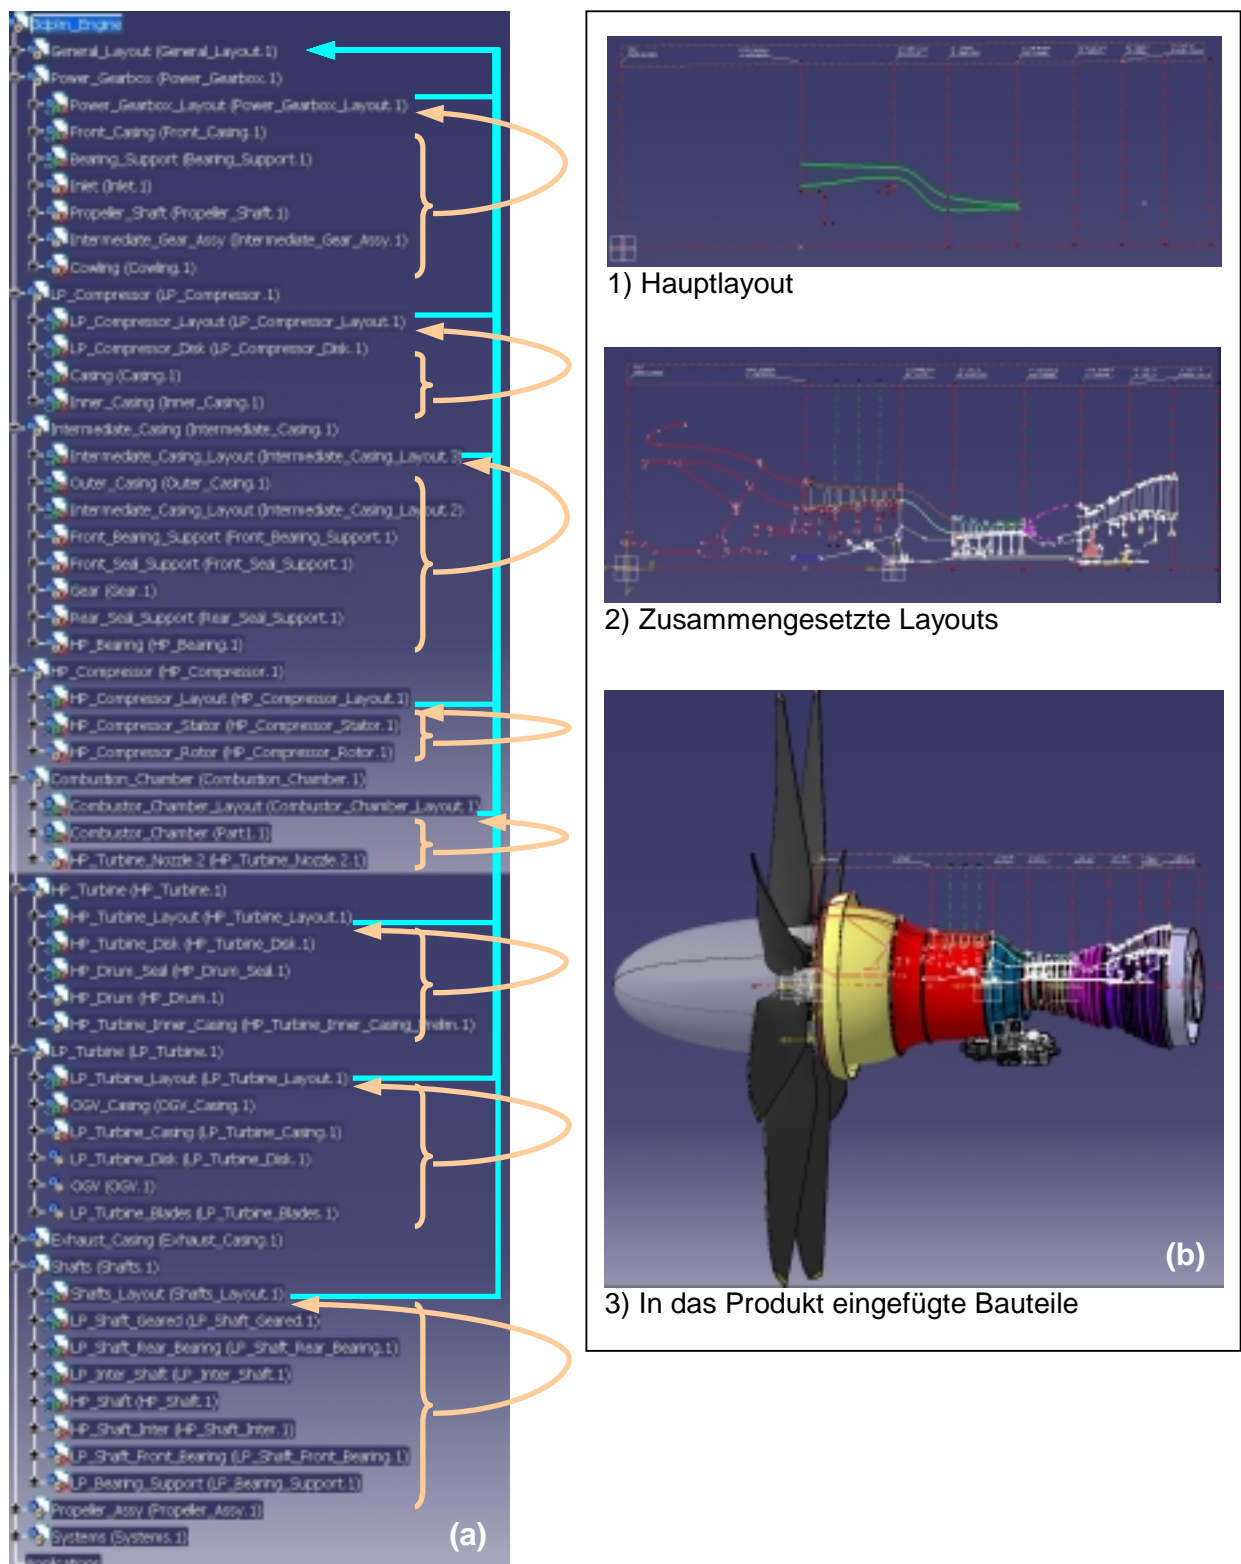 General_Layout (General_Layout.1)
Power_Gearbox (Power_Gearbox.1)
Power_Gearbox_Layout (Power_Gearbox_Layout.1)
Front_Casing (Front_Casing.1)
Bearing_Support (Bearing_Support.1)
Inlet (Inlet.1)
Propeller_Shaft (Propeller_Shaft.1)
Intermediate_Gear_Assy (Intermediate_Gear_Assy.1)
Cowling (Cowling.1)
LP_Compressor (LP_Compressor.1)
LP_Compressor_Layout (LP_Compressor_Layout.1)
LP_Compressor_Disk (LP_Compressor_Disk.1)
Casing (Casing.1)
Inner_Casing (Inner_Casing.1)
Intermediate_Casing (Intermediate_Casing.1)
Intermediate_Casing_Layout (Intermediate_Casing_Layout.3)
Outer_Casing (Outer_Casing.1)
Intermediate_Casing_Layout (Intermediate_Casing_Layout.2)
Front_Bearing_Support (Front_Bearing_Support.1)
Front_Seal_Support (Front_Seal_Support.1)
Gear (Gear.1)
Rear_Seal_Support (Rear_Seal_Support.1)
HP_Bearing (HP_Bearing.1)
HP_Compressor (HP_Compressor.1)
HP_Compressor_Layout (HP_Compressor_Layout.1)
HP_Compressor_Stator (HP_Compressor_Stator.1)
HP_Compressor_Rotor (HP_Compressor_Rotor.1)
Combustion_Chamber (Combustion_Chamber.1)
Combustor_Chamber_Layout (Combustor_Chamber_Layout.1)
Combustor_Chamber (Part1.1)
HP_Turbine_Nozzle.2 (HP_Turbine_Nozzle.2.1)
HP_Turbine (HP_Turbine.1)
HP_Turbine_Layout (HP_Turbine_Layout.1)
HP_Turbine_Disk (HP_Turbine_Disk.1)
HP_Drum_Seal (HP_Drum_Seal.1)
HP_Drum (HP_Drum.1)
HP_Turbine_Inner_Casing (HP_Turbine_Inner_Casing_Prelim.1)
LP_Turbine (LP_Turbine.1)
LP_Turbine_Layout (LP_Turbine_Layout.1)
OGV_Casing (OGV_Casing.1)
LP_Turbine_Casing (LP_Turbine_Casing.1)
LP_Turbine_Disk (LP_Turbine_Disk.1)
OGV (OGV.1)
LP_Turbine_Blades (LP_Turbine_Blades.1)
Exhaust_Casing (Exhaust_Casing.1)
Shafts (Shafts.1)
Shafts_Layout (Shafts_Layout.1)
LP_Shaft_Geared (LP_Shaft_Geared.1)
LP_Shaft_Rear_Bearing (LP_Shaft_Rear_Bearing.1)
LP_Inter_Shaft (LP_Inter_Shaft.1)
HP_Shaft (HP_Shaft.1)
HP_Shaft_Inter (HP_Shaft_Inter.1)
LP_Shaft_Front_Bearing (LP_Shaft_Front_Bearing.1)
LP_Bearing_Support (LP_Bearing_Support.1)
Propeller_Assy (Propeller_Assy.1)
Systems (Systems.1)
Applications
(a)
1) Hauptlayout
2) Zusammengesetzte Layouts
(b)
3) In das Produkt eingefügte Bauteile